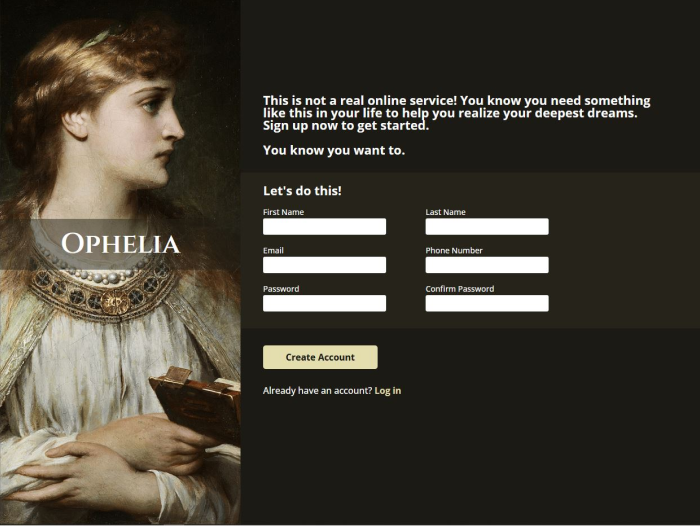 This is not a real online service! You know you need something
like this in your life to help you realize your deepest dreams.
Sign up now to get started.
You know you want to.
Let's do this!
First Name
Last Name
OPHELIA
Email
Phone Number
Password
Confirm Password
Create Account
Already have an account? Log in